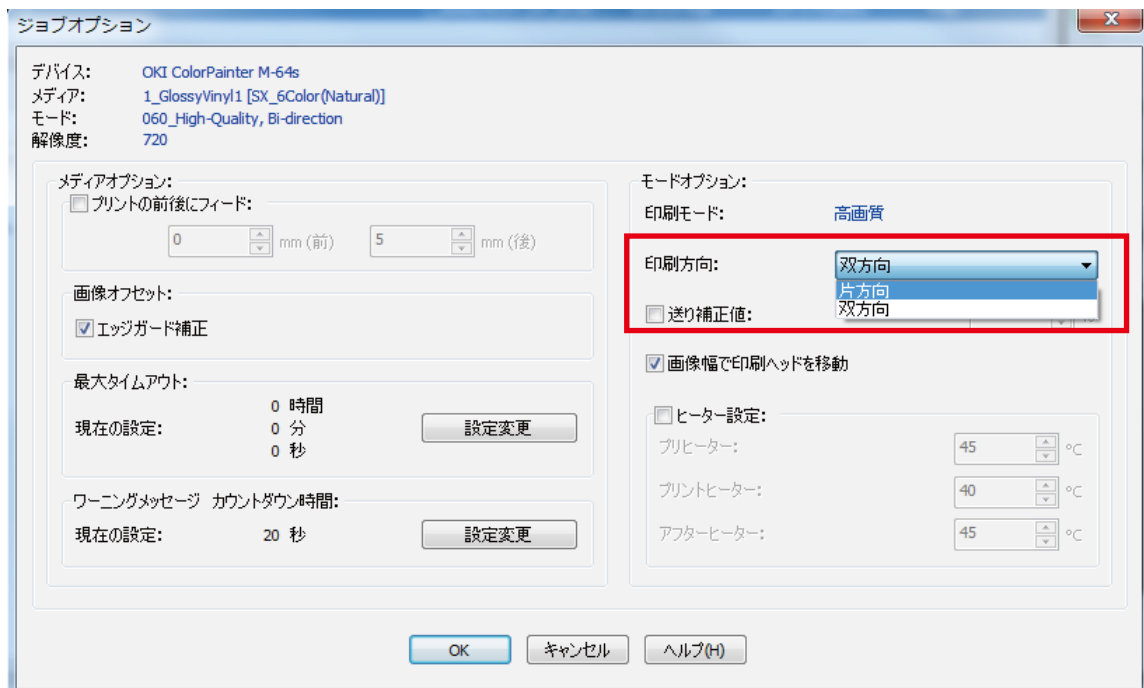 ジョブオプション
デバイス: OKI ColorPainter M-64s
メディア: 1_GlossyVinyl1 [SX_6Color(Natural)]
モード: 060_High-Quality, Bi-direction
解像度: 720
メディアオプション:
プリントの前後にフィード:
0 mm (前) 5 mm (後)
画像オフセット:
エッジガード補正
最大タイムアウト:
0 時間
現在の設定: 0 分 設定変更
0 秒
ワーニングメッセージ カウントダウン時間:
現在の設定: 20 秒 設定変更
モードオプション:
印刷モード: 高画質
印刷方向: 双方向
片方向
双方向
送り補正値:
画像幅で印刷ヘッドを移動
ヒーター設定:
プリヒーター: 45 °C
プリントヒーター: 40 °C
アフターヒーター: 45 °C
OK キャンセル ヘルプ(H)